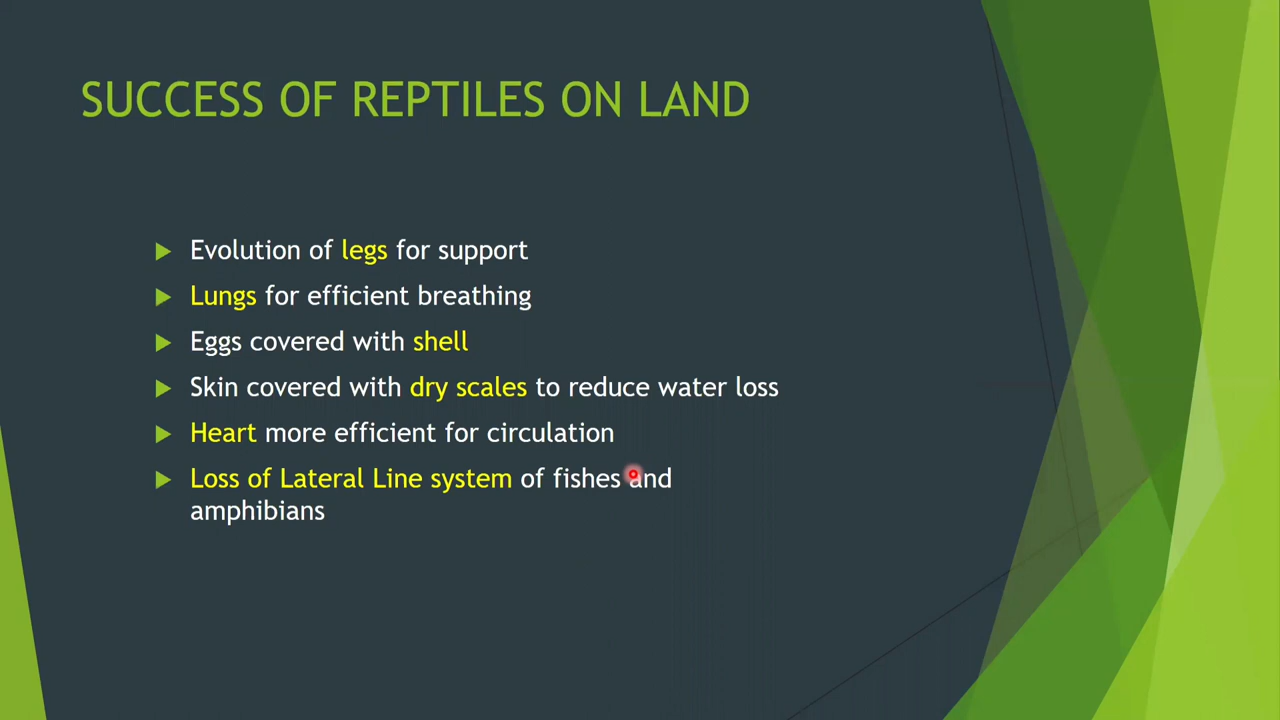 SUCCESS OF REPTILES ON LAND
Evolution of legs for support
Lungs for efficient breathing
Eggs covered with shell
Skin covered with dry scales to reduce water loss
Heart more efficient for circulation
Loss of Lateral Line system of fishes and
amphibians